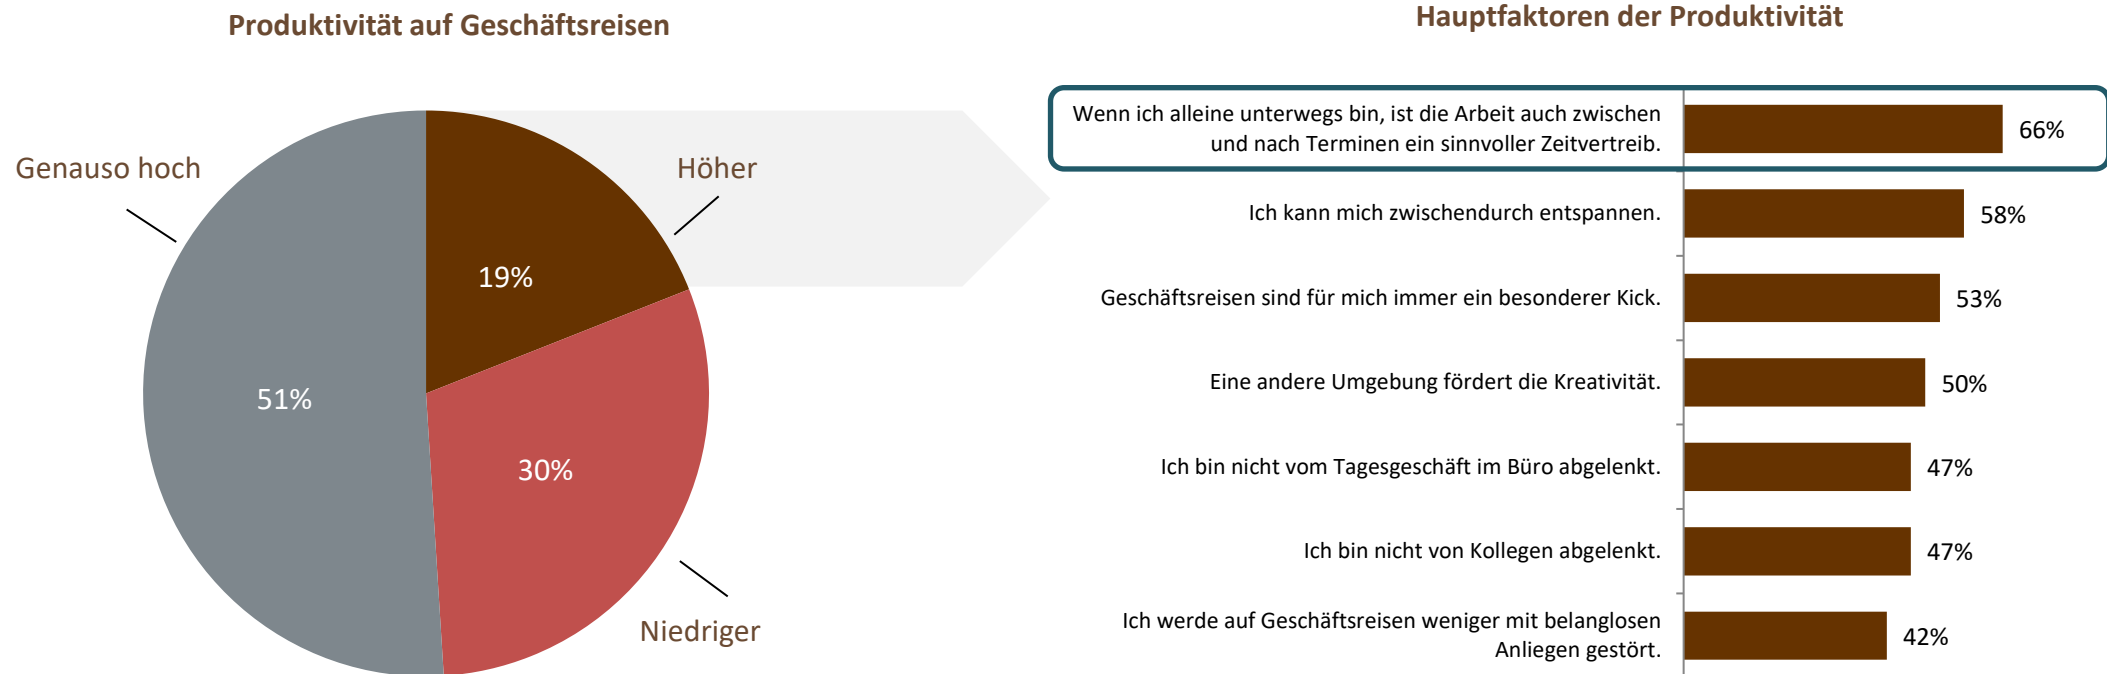 Produktivität auf Geschäftsreisen
Genauso hoch
Höher
19%
51%
30%
Niedriger
Hauptfaktoren der Produktivität
Wenn ich alleine unterwegs bin, ist die Arbeit auch zwischen
und nach Terminen ein sinnvoller Zeitvertreib.
66%
Ich kann mich zwischendurch entspannen.
58%
Geschäftsreisen sind für mich immer ein besonderer Kick.
53%
Eine andere Umgebung fördert die Kreativität.
50%
Ich bin nicht vom Tagesgeschäft im Büro abgelenkt.
47%
Ich bin nicht von Kollegen abgelenkt.
47%
Ich werde auf Geschäftsreisen weniger mit belanglosen
Anliegen gestört.
42%